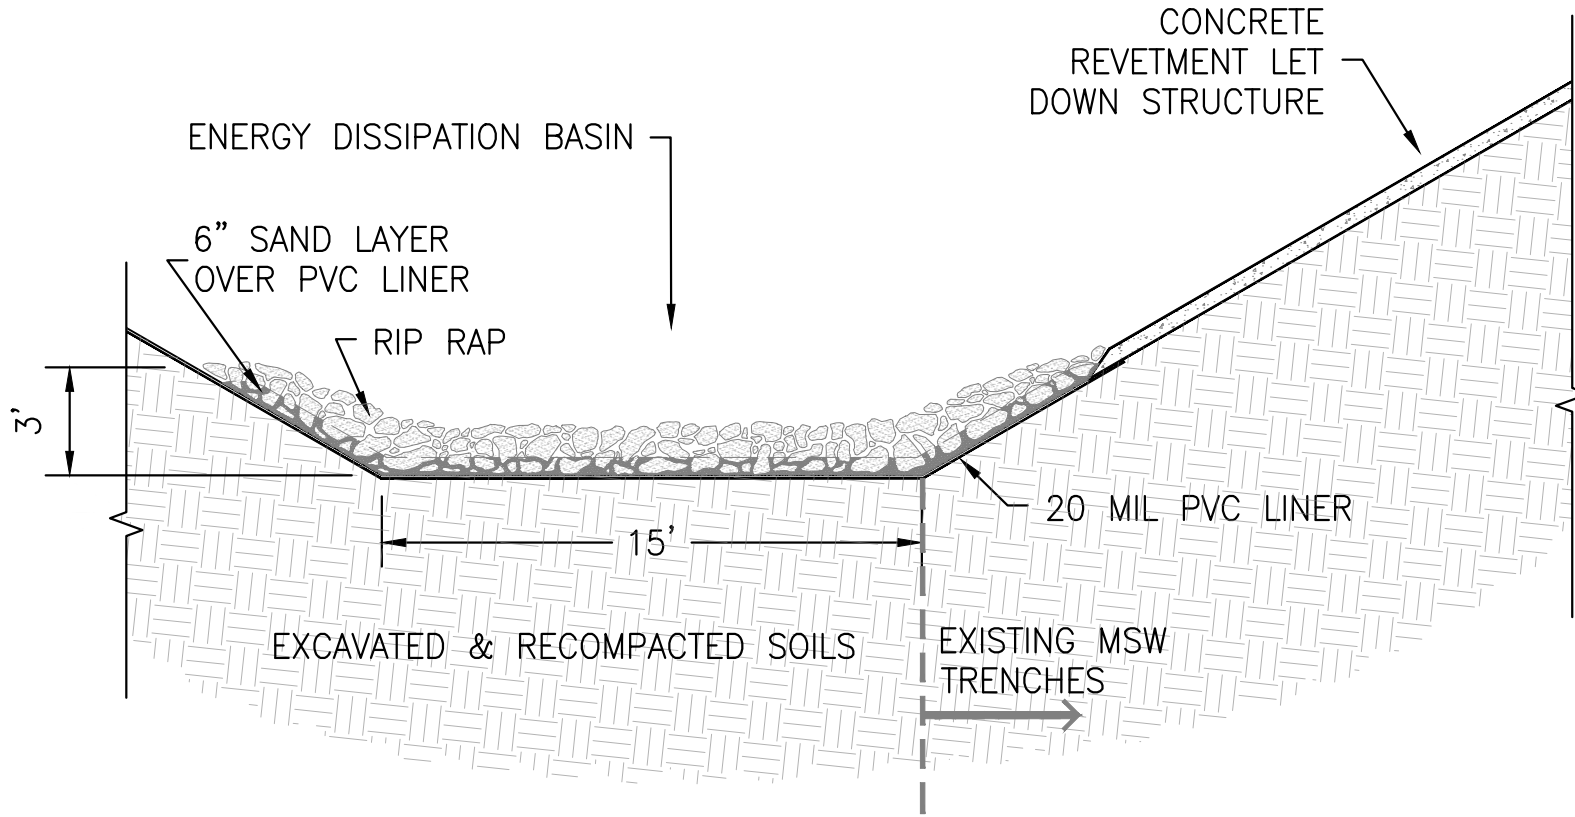 CONCRETE
REVETMENT LET
DOWN STRUCTURE
ENERGY DISSIPATION BASIN
6” SAND LAYER
OVER PVC LINER
RIP RAP
3'
20 MIL PVC LINER
15'
EXCAVATED & RECOMPACTED SOILS
EXISTING MSW
TRENCHES